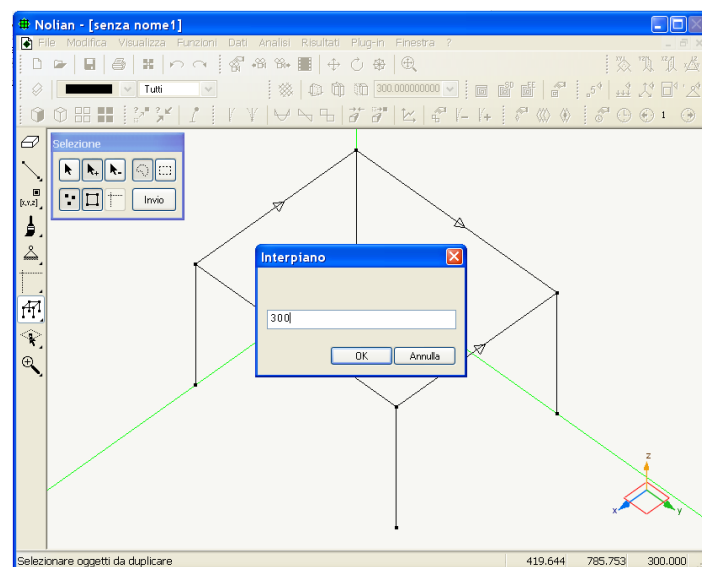 Nolian - [senza nome1]
File Modifica Visualizza Funzioni Dati Analisi Risultati Plug-in Finestra ?
Tutti
300.000000000
1
Selezione
Invio
[x,y,z]
Interpiano
300
OK Annulla
z
x y
Selezionare oggetti da duplicare 419.644 785.753 300.000